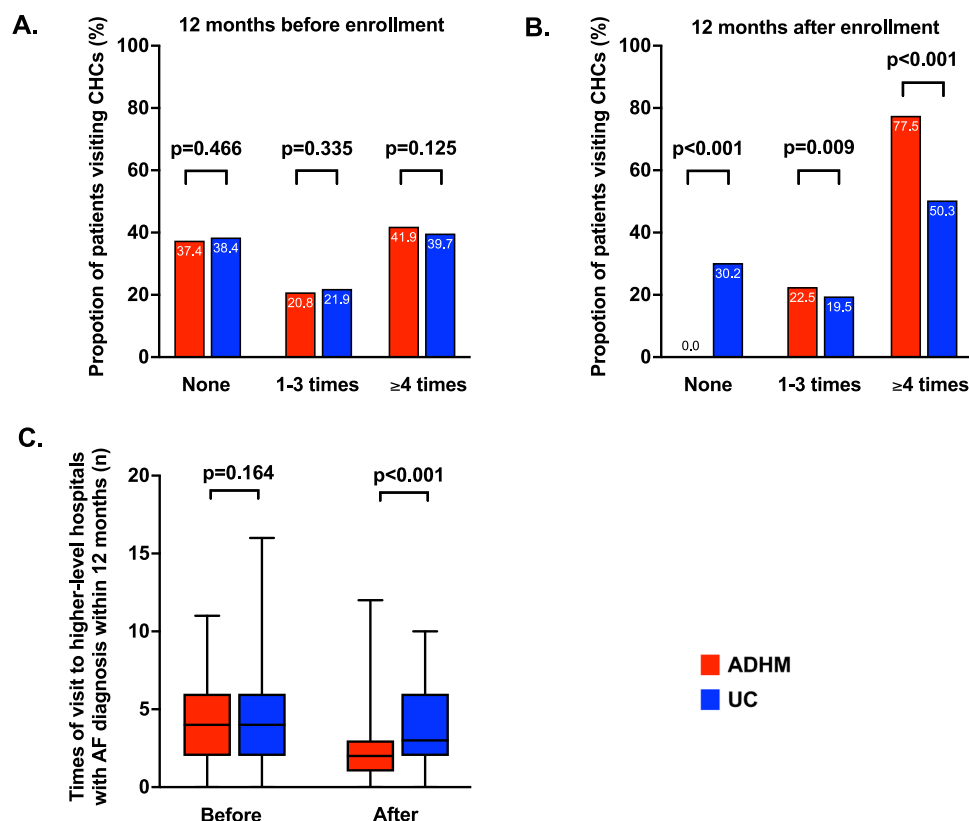 A.
12 months before enrollment
Propotion of patients visiting CHCs (%)
100
80
60
40
20
0
p=0.466
p=0.335
p=0.125
37.4
38.4
20.8
21.9
41.9
39.7
None
1-3 times
≥4 times
B.
12 months after enrollment
Propotion of patients visiting CHCs (%)
100
80
60
40
20
0
p<0.001
p=0.009
p<0.001
0.0
30.2
22.5
19.5
77.5
50.3
None
1-3 times
≥4 times
C.
Times of visit to higher-level hospitals
with AF diagnosis within 12 months (n)
20
15
10
5
0
p=0.164
p<0.001
Before
After
ADHM
UC